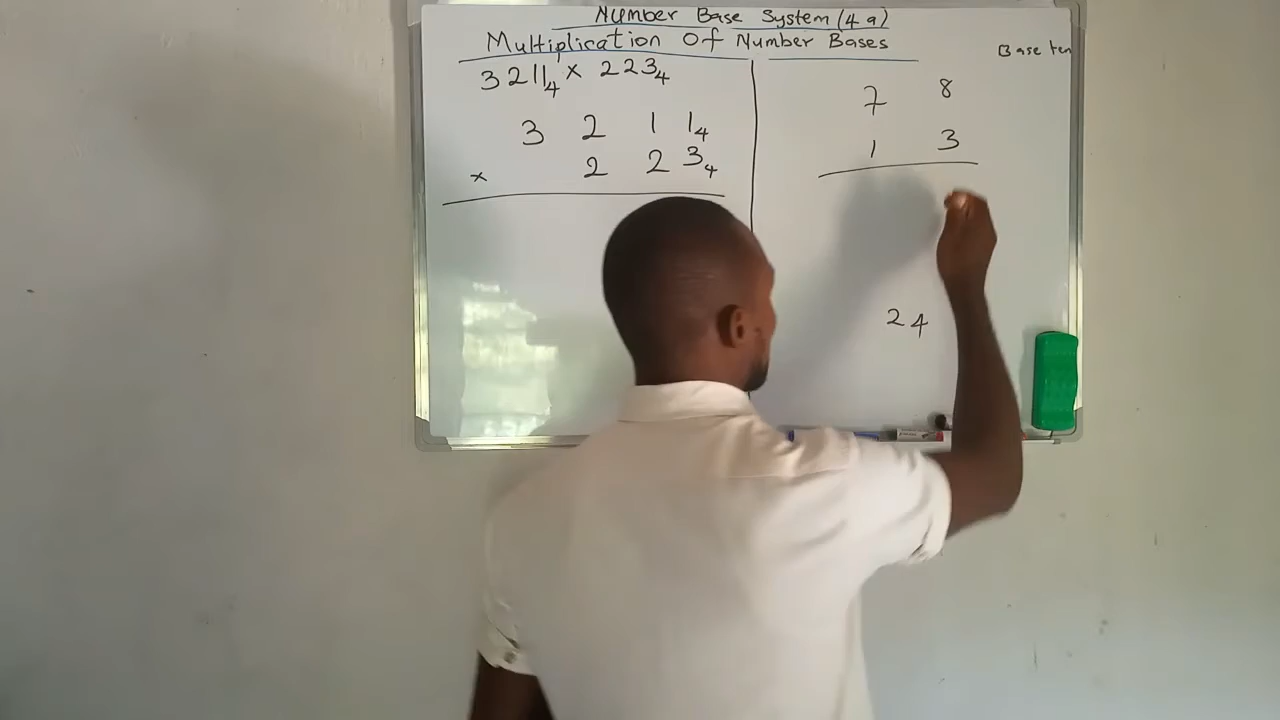 Number Base System (4a)
Multiplication Of Number Bases
Base ten
3211₄ x 223₄
3 2 1 1₄
x 2 2 3₄
7 8
1 3
24